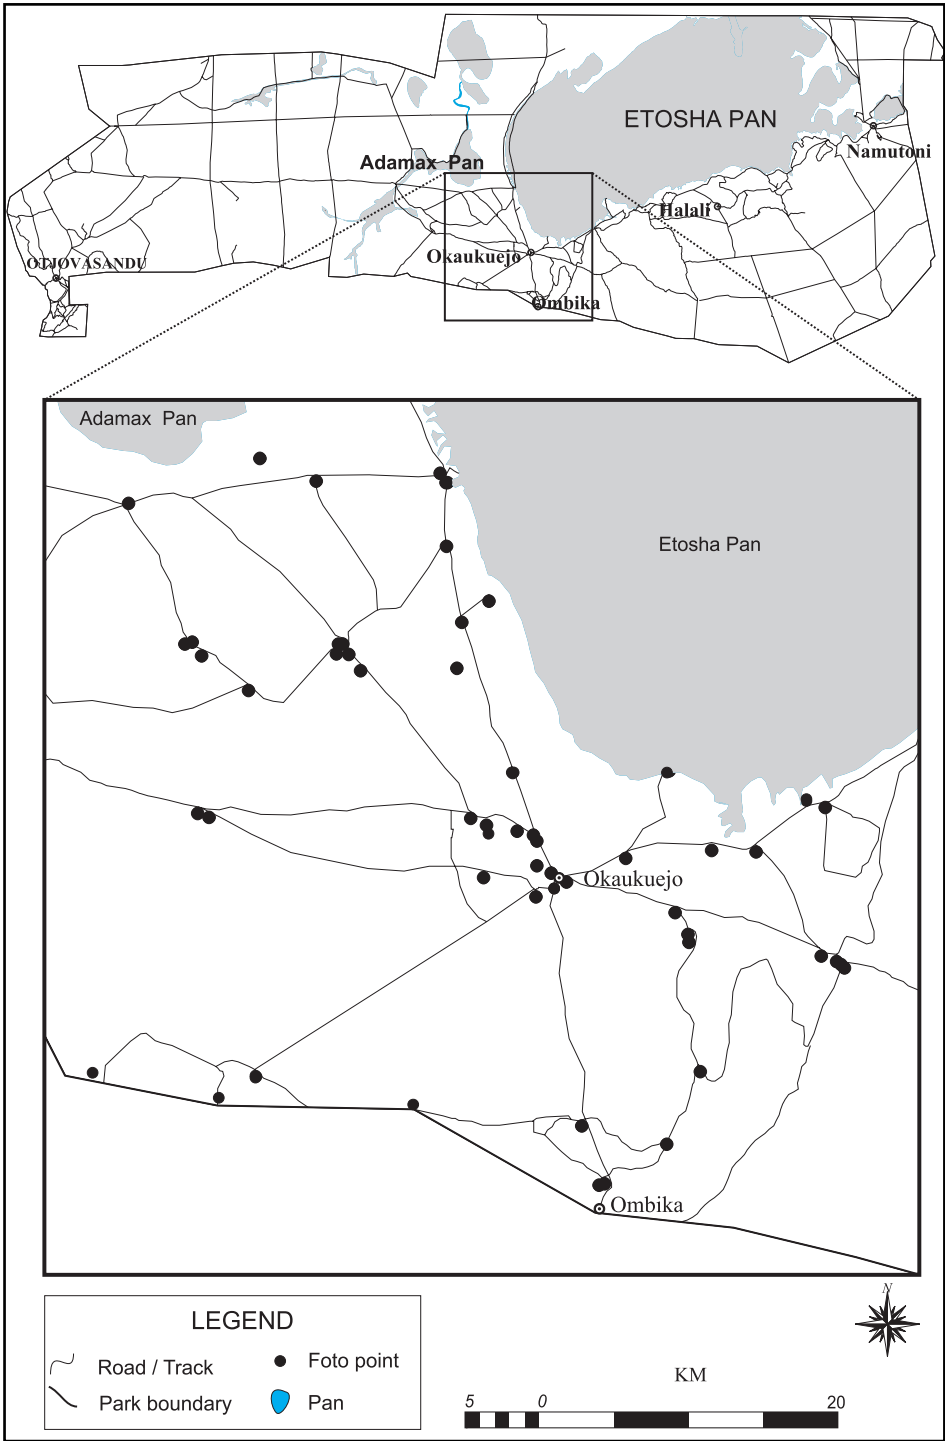 ETOSHA PAN
Namutoni
Adamax Pan
Halali
Okaukuejo
OTJOVASANDU
Ombika
Adamax Pan
Etosha Pan
Okaukuejo
Ombika
N
LEGEND
Road / Track
Foto point
Park boundary
Pan
KM
5 0 20